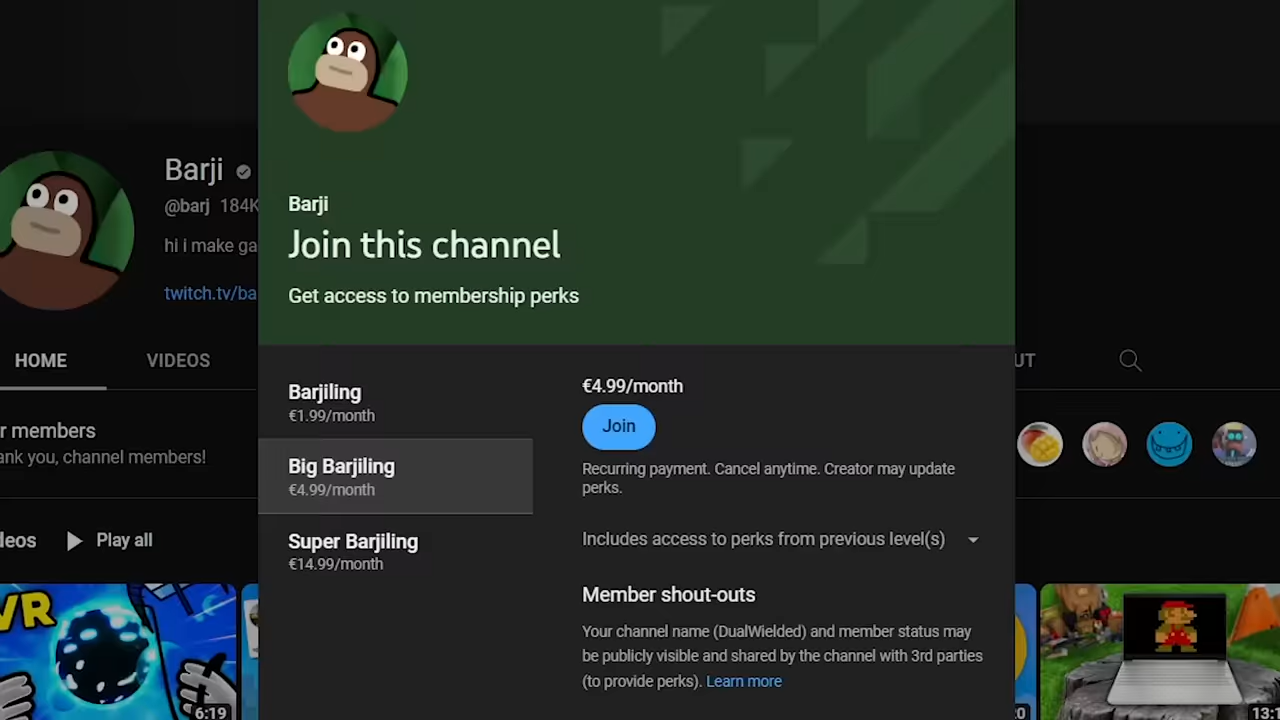 Barji
@barj 184K
hi i make ga
twitch.tv/ba
HOME
VIDEOS
UT
r members
ank you, channel members!
deos
Play all
VR
6:19
Barji
Join this channel
Get access to membership perks
Barjiling
€1.99/month
Big Barjiling
€4.99/month
Super Barjiling
€14.99/month
€4.99/month
Join
Recurring payment. Cancel anytime. Creator may update
perks.
Includes access to perks from previous level(s)
Member shout-outs
Your channel name (DualWielded) and member status may
be publicly visible and shared by the channel with 3rd parties
(to provide perks). Learn more